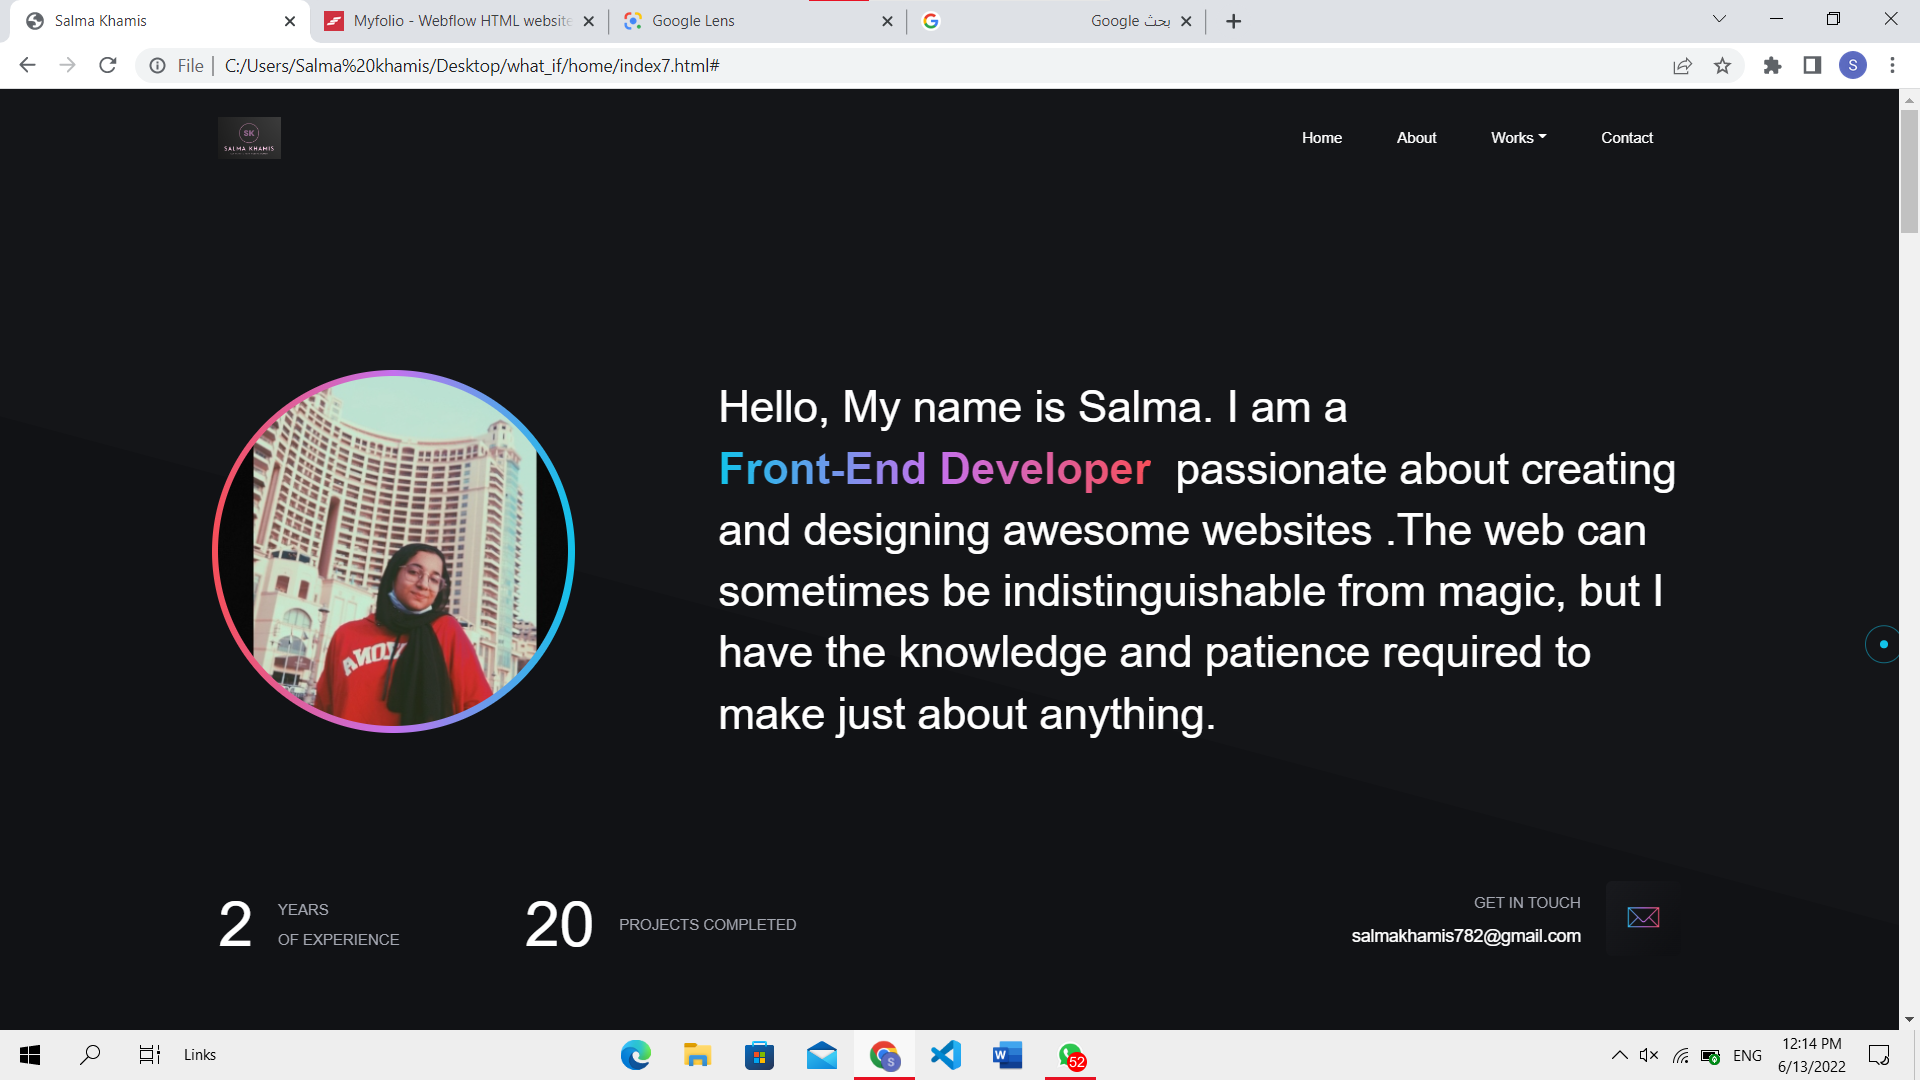 Salma Khamis
Myfolio - Webflow HTML website
Google Lens
بحث Google
File
C:/Users/Salma%20khamis/Desktop/what_if/home/index7.html#
S
SK
SALMA KHAMIS
Home
About
Works
Contact
Hello, My name is Salma. I am a
Front-End Developer passionate about creating
and designing awesome websites .The web can
sometimes be indistinguishable from magic, but I
have the knowledge and patience required to
make just about anything.
2
YEARS
OF EXPERIENCE
20
PROJECTS COMPLETED
GET IN TOUCH
salmakhamis782@gmail.com
Links
S
W
52
ENG
12:14 PM
6/13/2022